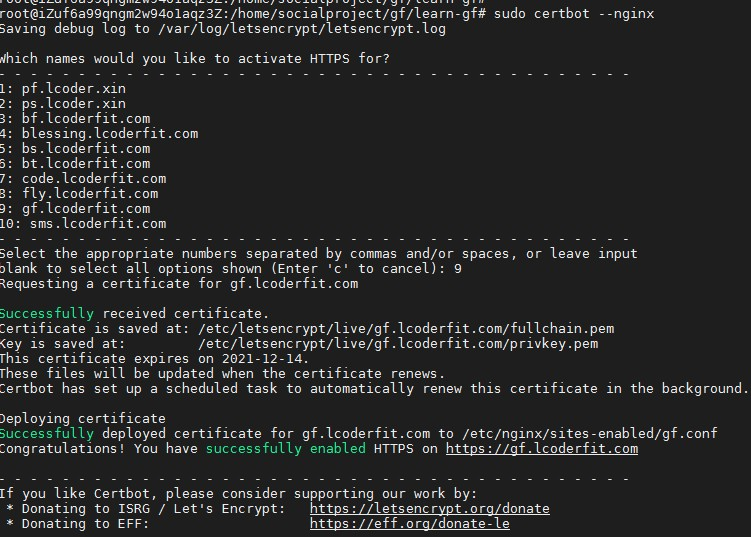 root@iZuf6a99qngm2w94o1aqz3Z:/home/socialproject/gf/learn-gf#
root@iZuf6a99qngm2w94o1aqz3Z:/home/socialproject/gf/learn-gf# sudo certbot --nginx
Saving debug log to /var/log/letsencrypt/letsencrypt.log
Which names would you like to activate HTTPS for?
- - - - - - - - - - - - - - - - - - - - - - - - - - - - - - - - - - - - - - - -
1: pf.lcoder.xin
2: ps.lcoder.xin
3: bf.lcoderfit.com
4: blessing.lcoderfit.com
5: bs.lcoderfit.com
6: bt.lcoderfit.com
7: code.lcoderfit.com
8: fly.lcoderfit.com
9: gf.lcoderfit.com
10: sms.lcoderfit.com
- - - - - - - - - - - - - - - - - - - - - - - - - - - - - - - - - - - - - - - -
Select the appropriate numbers separated by commas and/or spaces, or leave input
blank to select all options shown (Enter 'c' to cancel): 9
Requesting a certificate for gf.lcoderfit.com
Successfully received certificate.
Certificate is saved at: /etc/letsencrypt/live/gf.lcoderfit.com/fullchain.pem
Key is saved at:         /etc/letsencrypt/live/gf.lcoderfit.com/privkey.pem
This certificate expires on 2021-12-14.
These files will be updated when the certificate renews.
Certbot has set up a scheduled task to automatically renew this certificate in the background.
Deploying certificate
Successfully deployed certificate for gf.lcoderfit.com to /etc/nginx/sites-enabled/gf.conf
Congratulations! You have successfully enabled HTTPS on https://gf.lcoderfit.com
- - - - - - - - - - - - - - - - - - - - - - - - - - - - - - - - - - - - - - - -
If you like Certbot, please consider supporting our work by:
 * Donating to ISRG / Let's Encrypt:   https://letsencrypt.org/donate
 * Donating to EFF:                    https://eff.org/donate-le